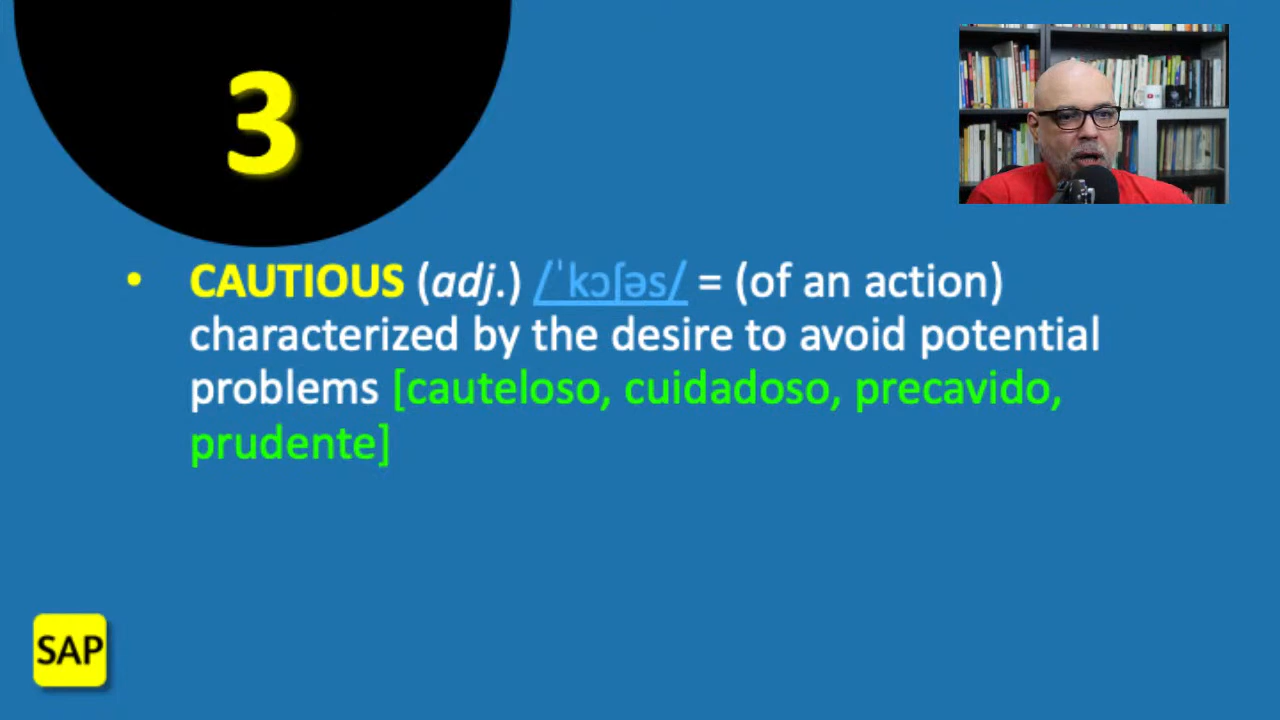 3
• CAUTIOUS (adj.) /ˈkɔʃəs/ = (of an action)
characterized by the desire to avoid potential
problems [cauteloso, cuidadoso, precavido,
prudente]
SAP